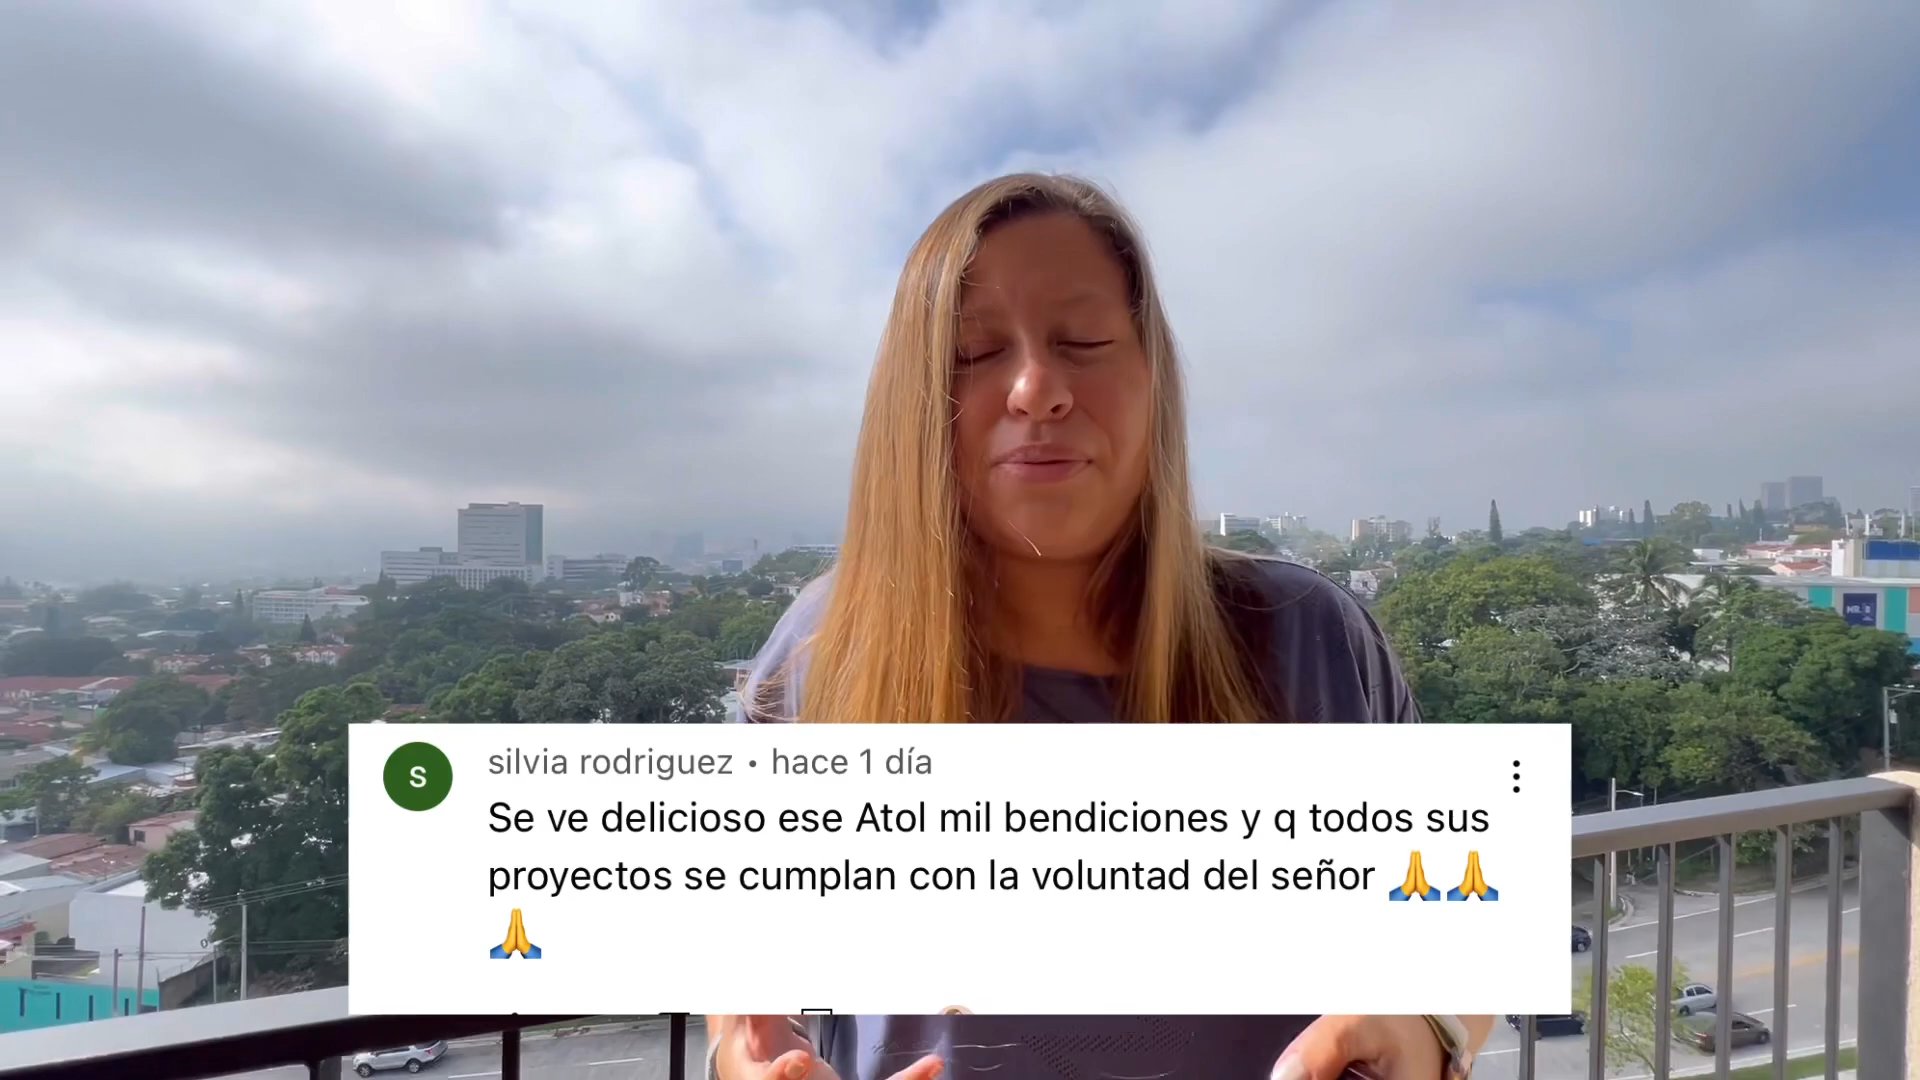 S
silvia rodriguez • hace 1 día
Se ve delicioso ese Atol mil bendiciones y q todos sus
proyectos se cumplan con la voluntad del señor 🙏🙏
🙏